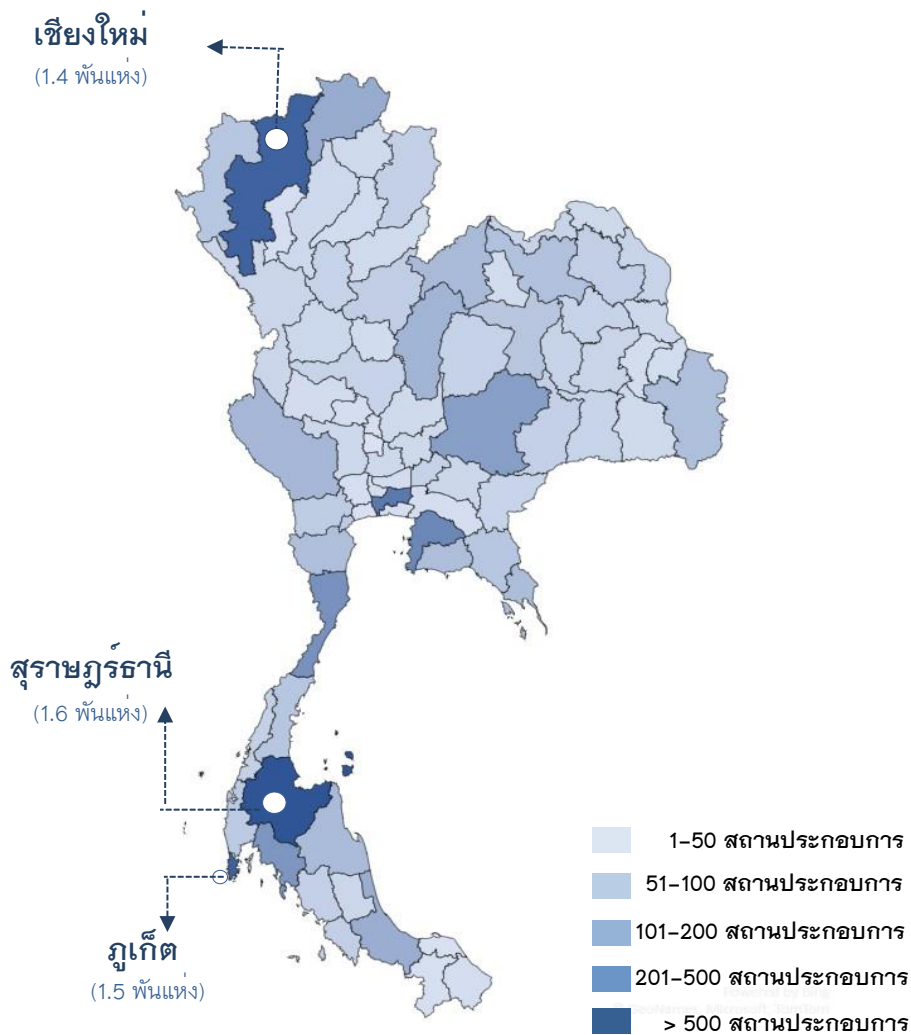 เชียงใหม่
(1.4 พันแห่ง)
สุราษฎร์ธานี
(1.6 พันแห่ง)
ภูเก็ต
(1.5 พันแห่ง)
1-50 สถานประกอบการ
51-100 สถานประกอบการ
101-200 สถานประกอบการ
201-500 สถานประกอบการ
Powered by Bing
© GeoNames, Microsoft, TomTom
> 500 สถานประกอบการ